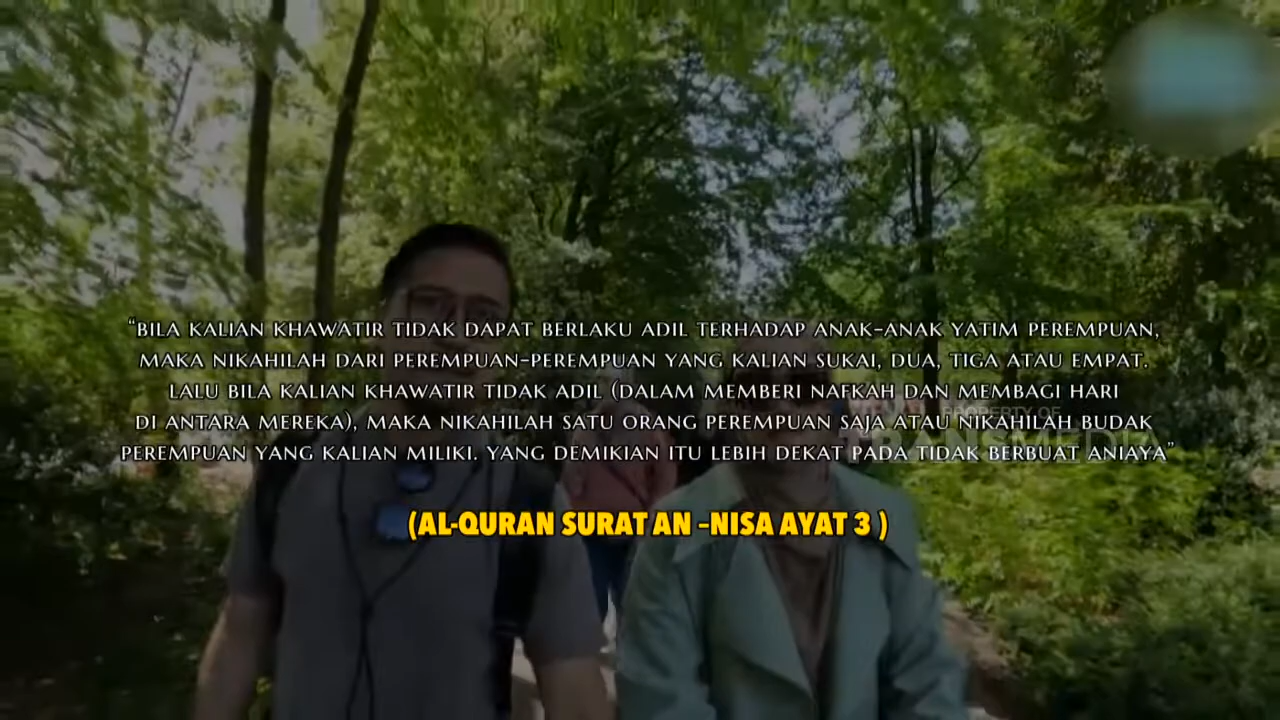 “BILA KALIAN KHAWATIR TIDAK DAPAT BERLAKU ADIL TERHADAP ANAK-ANAK YATIM PEREMPUAN,
MAKA NIKAHILAH DARI PEREMPUAN-PEREMPUAN YANG KALIAN SUKAI, DUA, TIGA ATAU EMPAT.
LALU BILA KALIAN KHAWATIR TIDAK ADIL (DALAM MEMBERI NAFKAH DAN MEMBAGI HARI
DI ANTARA MEREKA), MAKA NIKAHILAH SATU ORANG PEREMPUAN SAJA ATAU NIKAHILAH BUDAK
PEREMPUAN YANG KALIAN MILIKI. YANG DEMIKIAN ITU LEBIH DEKAT PADA TIDAK BERBUAT ANIAYA”
PROPERTY OF
TRANSMEDIA
(AL-QURAN SURAT AN -NISA AYAT 3 )